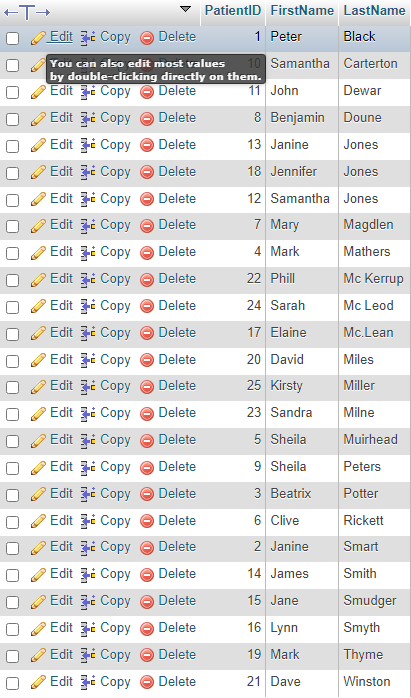 PatientID FirstName LastName
Edit Copy Delete 1 Peter Black
You can also edit most values
by double-clicking directly on them.
10 Samantha Carterton
Edit Copy Delete 11 John Dewar
Edit Copy Delete 8 Benjamin Doune
Edit Copy Delete 13 Janine Jones
Edit Copy Delete 18 Jennifer Jones
Edit Copy Delete 12 Samantha Jones
Edit Copy Delete 7 Mary Magdlen
Edit Copy Delete 4 Mark Mathers
Edit Copy Delete 22 Phill Mc Kerrup
Edit Copy Delete 24 Sarah Mc Leod
Edit Copy Delete 17 Elaine Mc.Lean
Edit Copy Delete 20 David Miles
Edit Copy Delete 25 Kirsty Miller
Edit Copy Delete 23 Sandra Milne
Edit Copy Delete 5 Sheila Muirhead
Edit Copy Delete 9 Sheila Peters
Edit Copy Delete 3 Beatrix Potter
Edit Copy Delete 6 Clive Rickett
Edit Copy Delete 2 Janine Smart
Edit Copy Delete 14 James Smith
Edit Copy Delete 15 Jane Smudger
Edit Copy Delete 16 Lynn Smyth
Edit Copy Delete 19 Mark Thyme
Edit Copy Delete 21 Dave Winston